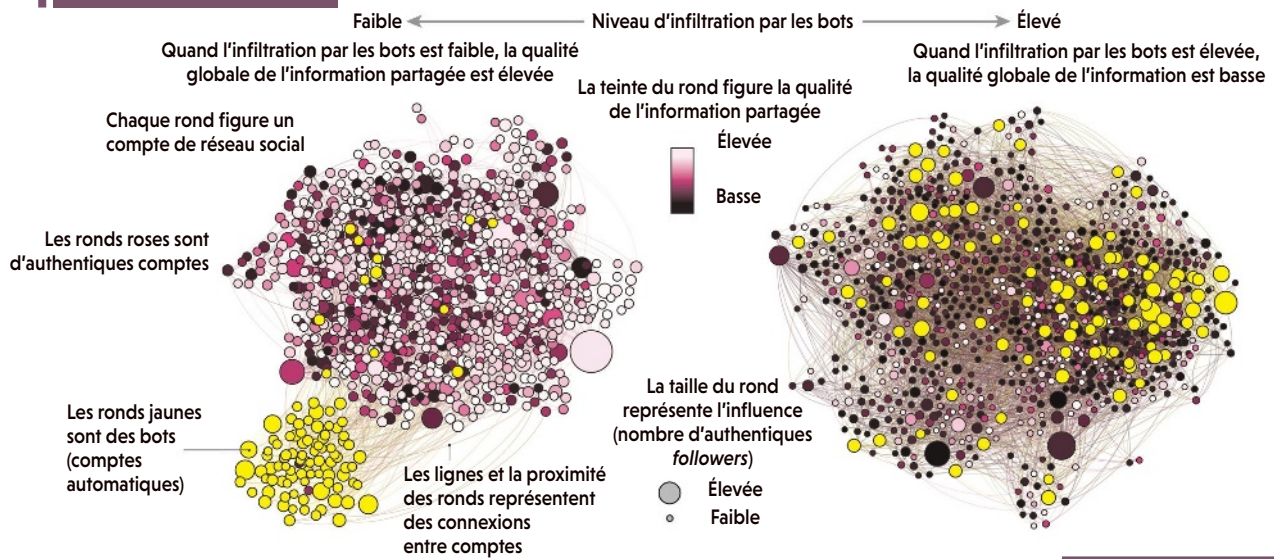 Faible
Niveau d'infiltration par les bots
Élevé
Quand l'infiltration par les bots est faible, la qualité
globale de l'information partagée est élevée
Quand l'infiltration par les bots est élevée,
la qualité globale de l'information est basse
La teinte du rond figure la qualité
de l'information partagée
Élevée
Basse
Chaque rond figure un
compte de réseau social
Les ronds roses sont
d'authentiques comptes
Les ronds jaunes
sont des bots
(comptes
automatiques)
Les lignes et la proximité
des ronds représentent
des connexions
entre comptes
La taille du rond
représente l'influence
(nombre d'authentiques
followers)
Élevée
Faible